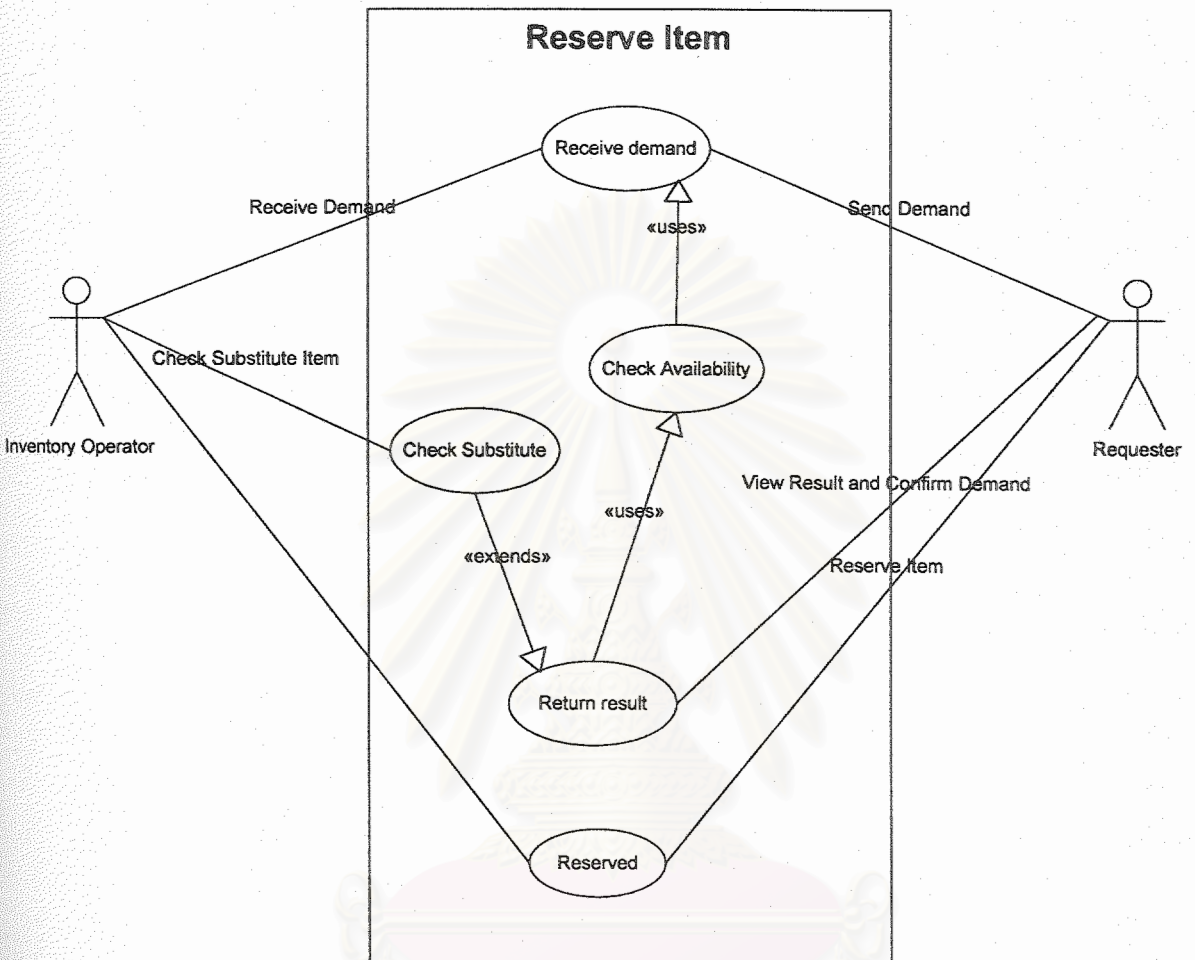 Reserve Item
Receive demand
Receive Demand
Send Demand
«uses»
Check Substitute Item
Check Availability
Inventory Operator
Check Substitute
Requester
View Result and Confirm Demand
«uses»
«extends»
Reserve Item
Return result
Reserved